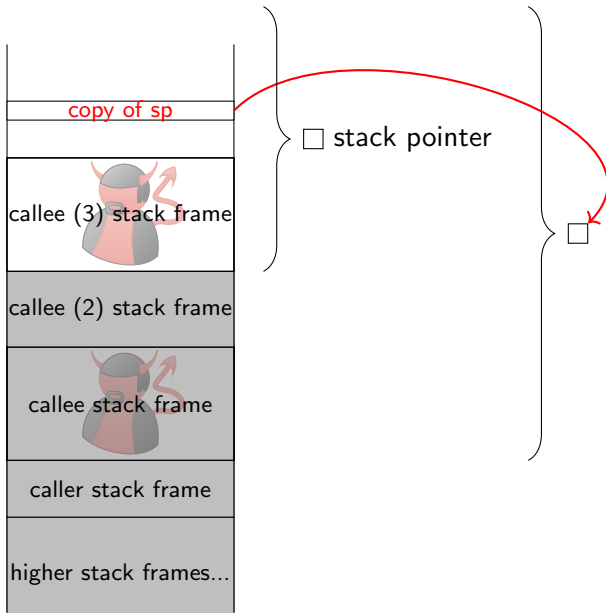 copy of sp
stack pointer
callee (3) stack frame
callee (2) stack frame
callee stack frame
caller stack frame
higher stack frames...